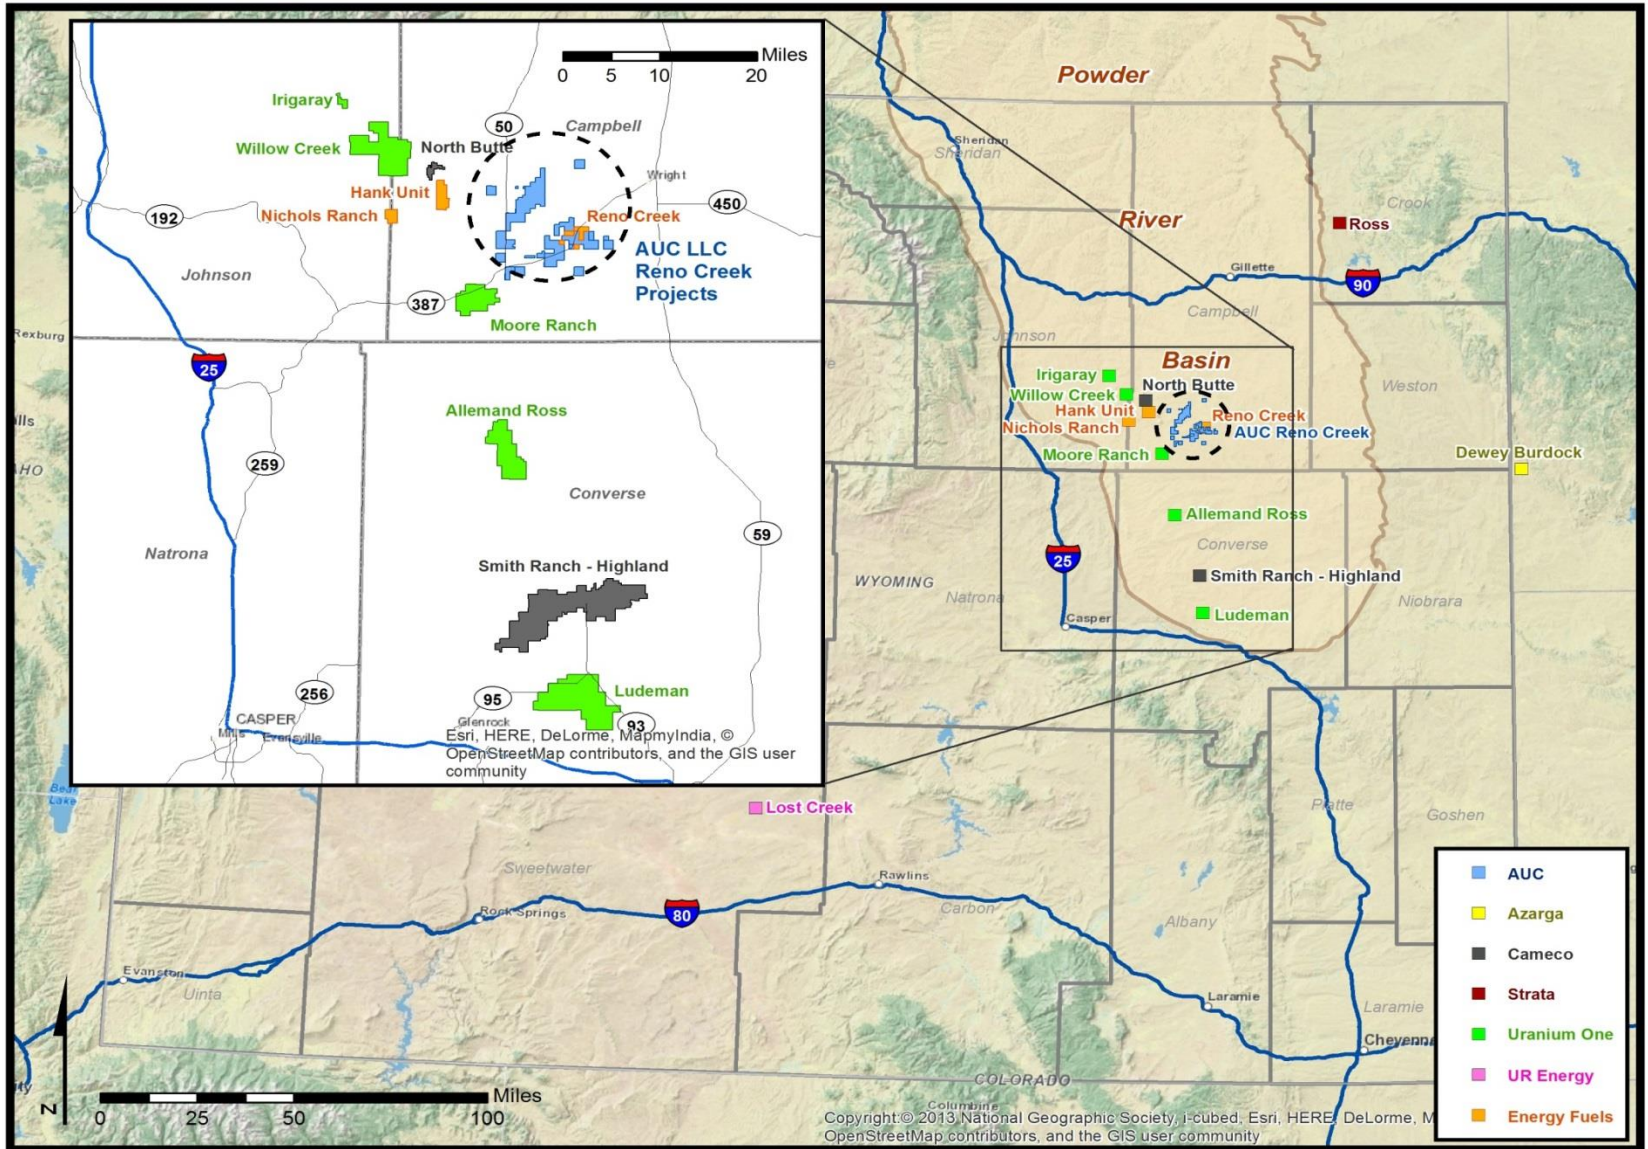 Miles
0 5 10 20
Irigaray
50
Campbell
Willow Creek
North Butte
Hank Unit
Wright
192
Nichols Ranch
Reno Creek
450
AUC LLC
Reno Creek
Projects
Johnson
387
Moore Ranch
25
Allemand Ross
259
Converse
59
Natrona
Smith Ranch - Highland
256
95
Ludeman
93
CASPER
Mills
Evansville
Glenrock
Esri, HERE, DeLorme, MapmyIndia, ©
OpenStreetMap contributors, and the GIS user
community
Powder
Sheridan
Sheridan
River
Crook
Ross
Gillette
90
Campbell
Johnson
Basin
Irigaray
North Butte
Weston
Willow Creek
Hank Unit
Reno Creek
Nichols Ranch
AUC Reno Creek
Moore Ranch
Dewey Burdock
Allemand Ross
Converse
25
WYOMING
Smith Ranch - Highland
Natrona
Niobrara
Ludeman
Casper
Rexburg
Bear
Lake
Lost Creek
Platte
Goshen
Sweetwater
Rawlins
Rock Springs
80
Carbon
Albany
Evanston
Uinta
Laramie
Laramie
Cheyenn
COLORADO
N
Miles
0 25 50 100
Columbine
Copyright:© 2013 National Geographic Society, i-cubed, Esri, HERE, DeLorme, M
OpenStreetMap contributors, and the GIS user community
AUC
Azarga
Cameco
Strata
Uranium One
UR Energy
Energy Fuels